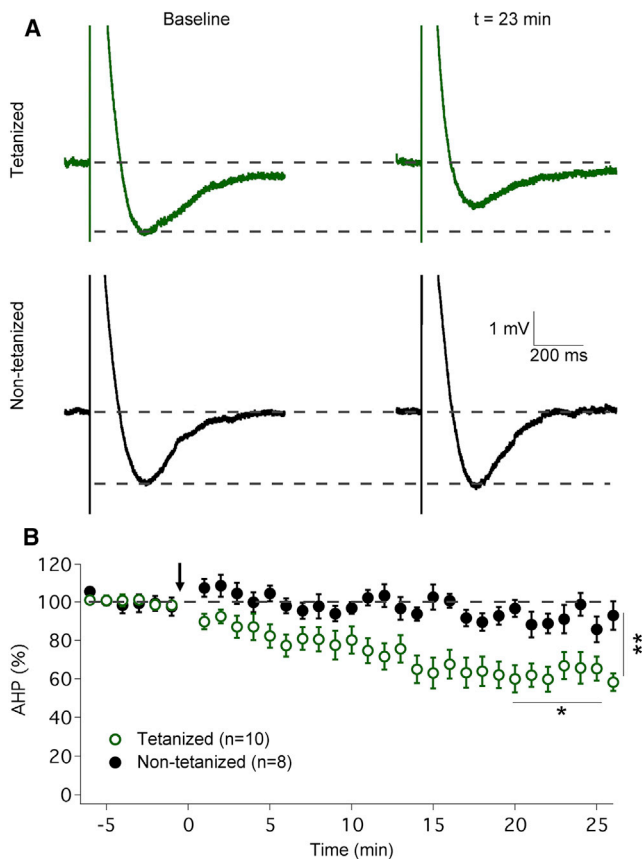 A
Baseline
t = 23 min
Tetanized
Non-tetanized
1 mV
200 ms
B
120
100
80
60
40
20
0
AHP (%)
Tetanized (n=10)
Non-tetanized (n=8)
**
*
-5
0
5
10
15
20
25
Time (min)